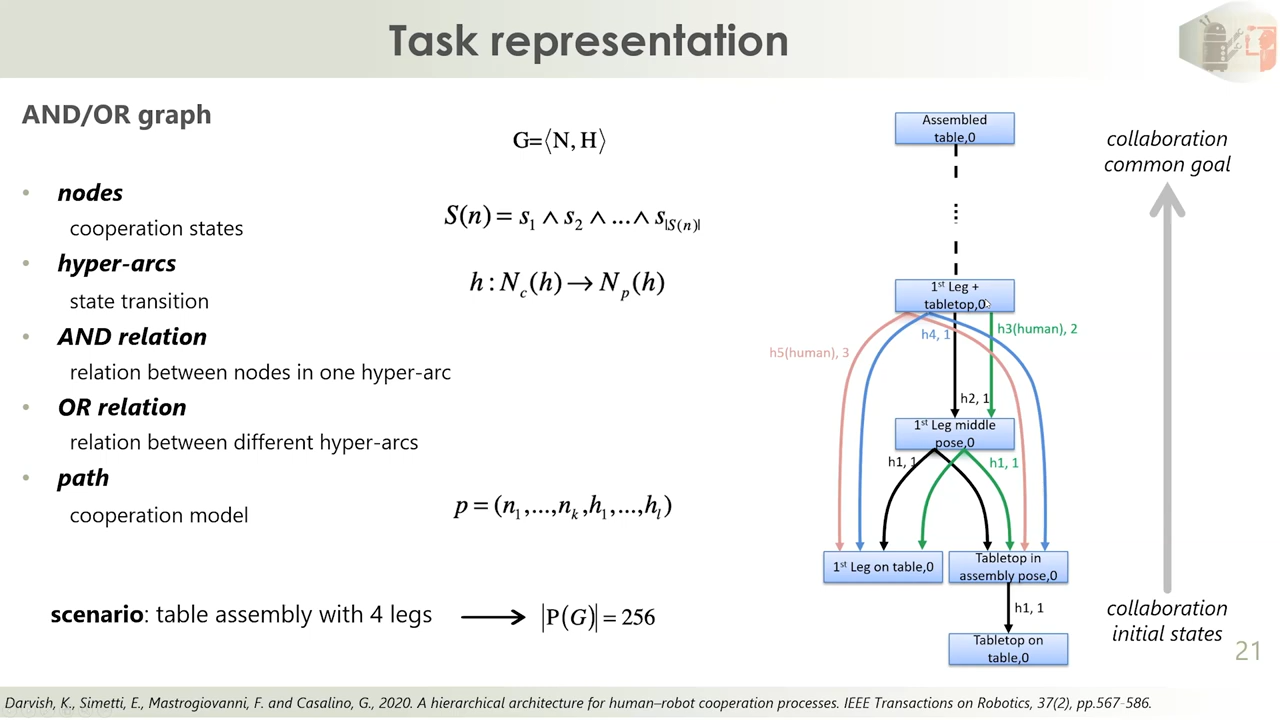 Task representation
AND/OR graph
G=⟨N, H⟩
• nodes
cooperation states
S(n) = s₁ ∧ s₂ ∧ ... ∧ s|S(n)|
• hyper-arcs
state transition
h : N_c(h) → N_p(h)
• AND relation
relation between nodes in one hyper-arc
• OR relation
relation between different hyper-arcs
• path
cooperation model
p = (n₁,...,n_k,h₁,...,h_l)
scenario: table assembly with 4 legs
|P(G)| = 256
Assembled
table,0
1st Leg +
tabletop,0
h5(human), 3
h4, 1
h3(human), 2
h2, 1
1st Leg middle
pose,0
h1, 1
h1, 1
1st Leg on table,0
Tabletop in
assembly pose,0
h1, 1
Tabletop on
table,0
collaboration
common goal
collaboration
initial states
21
Darvish, K., Simetti, E., Mastrogiovanni, F. and Casalino, G., 2020. A hierarchical architecture for human–robot cooperation processes. IEEE Transactions on Robotics, 37(2), pp.567-586.